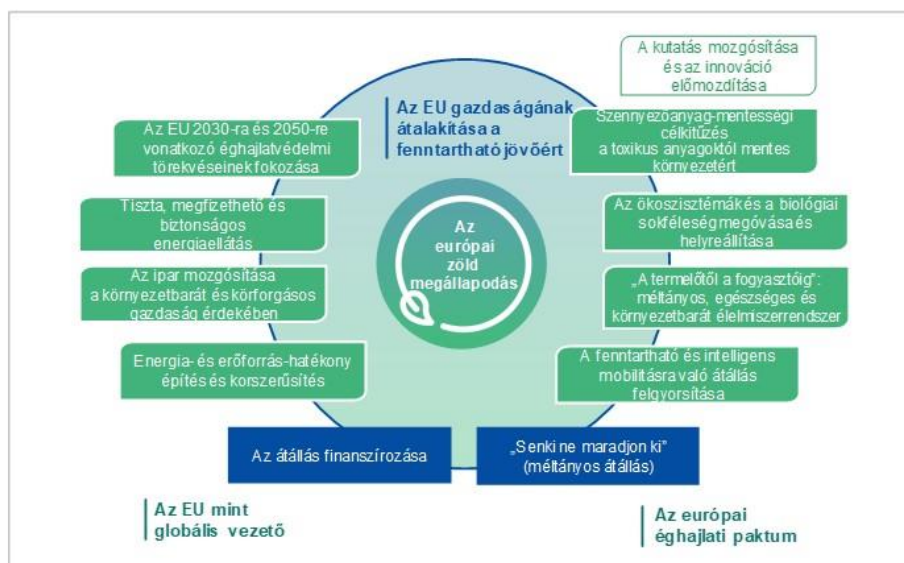 A kutatás mozgósítása
és az innováció
előmozdítása
Az EU gazdaságának
átalakítása a
fenntartható jövőért
Az EU 2030-ra és 2050-re
vonatkozó éghajlatvédelmi
törekvéseinek fokozása
Tiszta, megfizethető és
biztonságos
energiaellátás
Az ipar mozgósítása
a környezetbarát és körforgásos
gazdaság érdekében
Energia- és erőforrás-hatékony
építés és korszerűsítés
Az
európai
zöld
megállapodás
Szennyezőanyag-mentességi
célkitűzés
a toxikus anyagoktól mentes
környezetért
Az ökoszisztémák és a biológiai
sokféleség megóvása és
helyreállítása
„A termelőtől a fogyasztóig”:
méltányos, egészséges és
környezetbarát élelmiszerrendszer
A fenntartható és intelligens
mobilitásra való átállás
felgyorsítása
Az átállás finanszírozása
„Senki ne maradjon ki”
(méltányos átállás)
Az EU mint
globális vezető
Az európai
éghajlati paktum